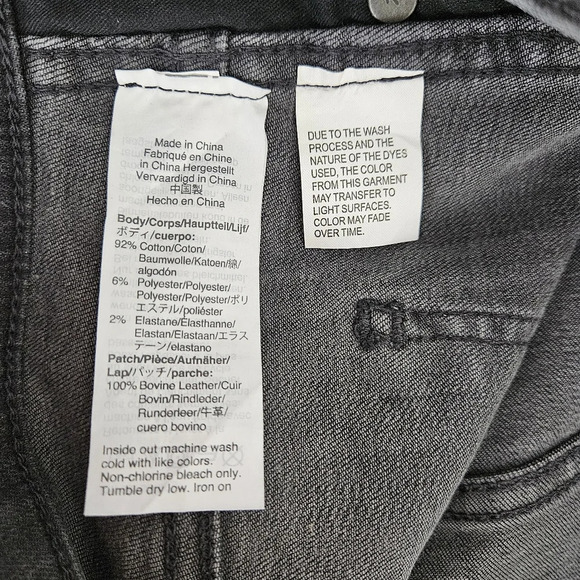 Made in China
Fabriqué en Chine
in China Hergestellt
Vervaardigd in China
中国製
Hecho en China
Body/Corps/Hauptteil/Lijf/
ボディ/cuerpo:
92% Cotton/Coton/
Baumwolle/Katoen/綿/
algodón
6% Polyester/Polyester/
Polyester/Polyester/ポリ
エステル/poliéster
2% Elastane/Élasthanne/
Elastan/Elastaan/エラス
テーン/elastano
Patch/Pièce/Aufnäher/
Lap/パッチ/parche:
100% Bovine Leather/Cuir
Bovin/Rindleder/
Runderleer/牛革/
cuero bovino
Inside out machine wash
cold with like colors.
Non-chlorine bleach only.
Tumble dry low. Iron on
DUE TO THE WASH
PROCESS AND THE
NATURE OF THE DYES
USED, THE COLOR
FROM THIS GARMENT
MAY TRANSFER TO
LIGHT SURFACES.
COLOR MAY FADE
OVER TIME.